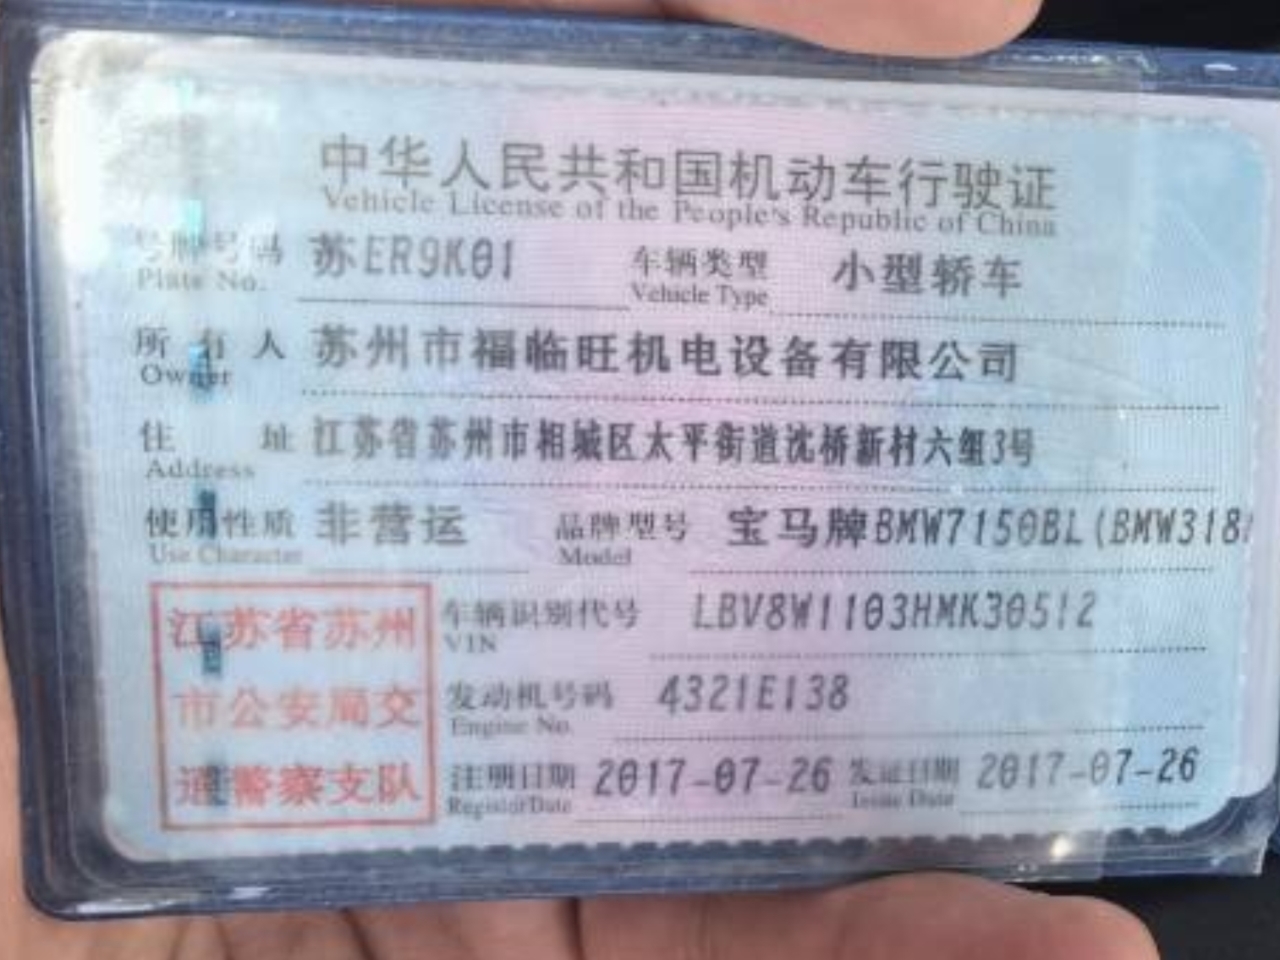 中华人民共和国机动车行驶证
Vehicle License of the People's Republic of China
号牌号码 苏ER9K01 车辆类型 小型轿车
Plate No. Vehicle Type
所有人 苏州市福临旺机电设备有限公司
Owner
住址 江苏省苏州市相城区太平街道沈桥新村六组3号
Address
使用性质 非营运 品牌型号 宝马牌BMW7150BL(BMW318
Use Character Model
江苏省苏州
市公安局交
通警察支队
车辆识别代号 LBV8W1103HMK30512
VIN
发动机号码 4321E138
Engine No.
注册日期 2017-07-26 发证日期 2017-07-26
Register Date Issue Date